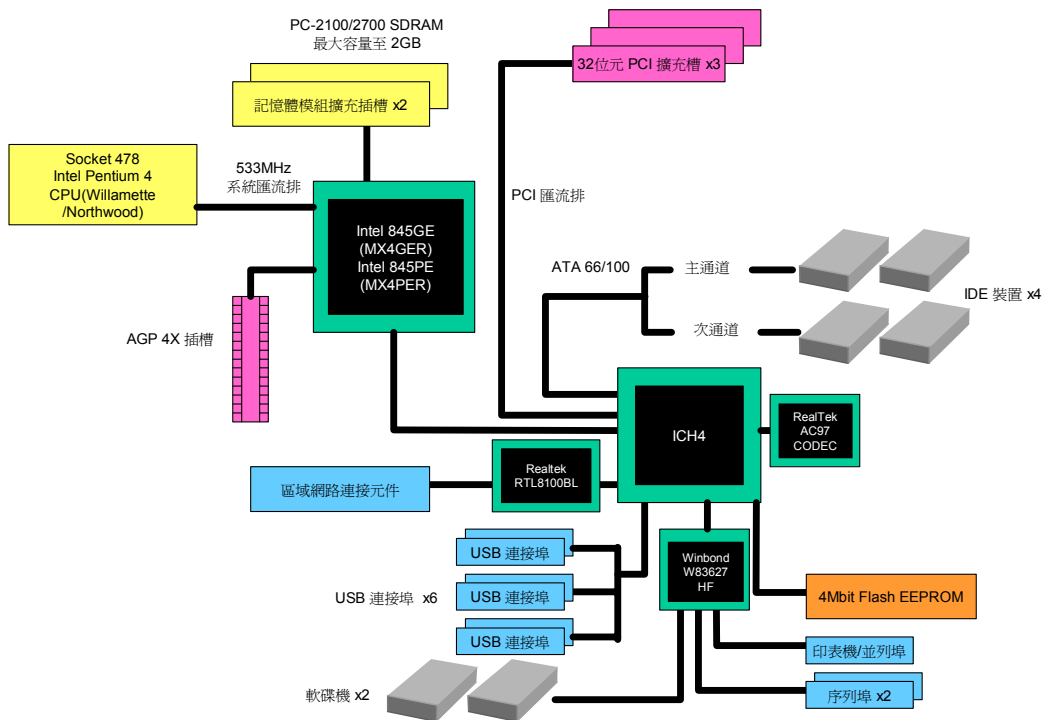 PC-2100/2700 SDRAM
最大容量至 2GB
32位元 PCI 擴充槽 x3
記憶體模組擴充插槽 x2
Socket 478
Intel Pentium 4
CPU(Willamette
/Northwood)
533MHz
系統匯流排
PCI 匯流排
Intel 845GE
(MX4GER)
Intel 845PE
(MX4PER)
ATA 66/100
主通道
IDE 裝置 x4
次通道
AGP 4X 插槽
ICH4
RealTek
AC97
CODEC
Realtek
RTL8100BL
區域網路連接元件
USB 連接埠
Winbond
W83627
HF
USB 連接埠 x6
USB 連接埠
4Mbit Flash EEPROM
USB 連接埠
印表機/並列埠
軟碟機 x2
序列埠 x2